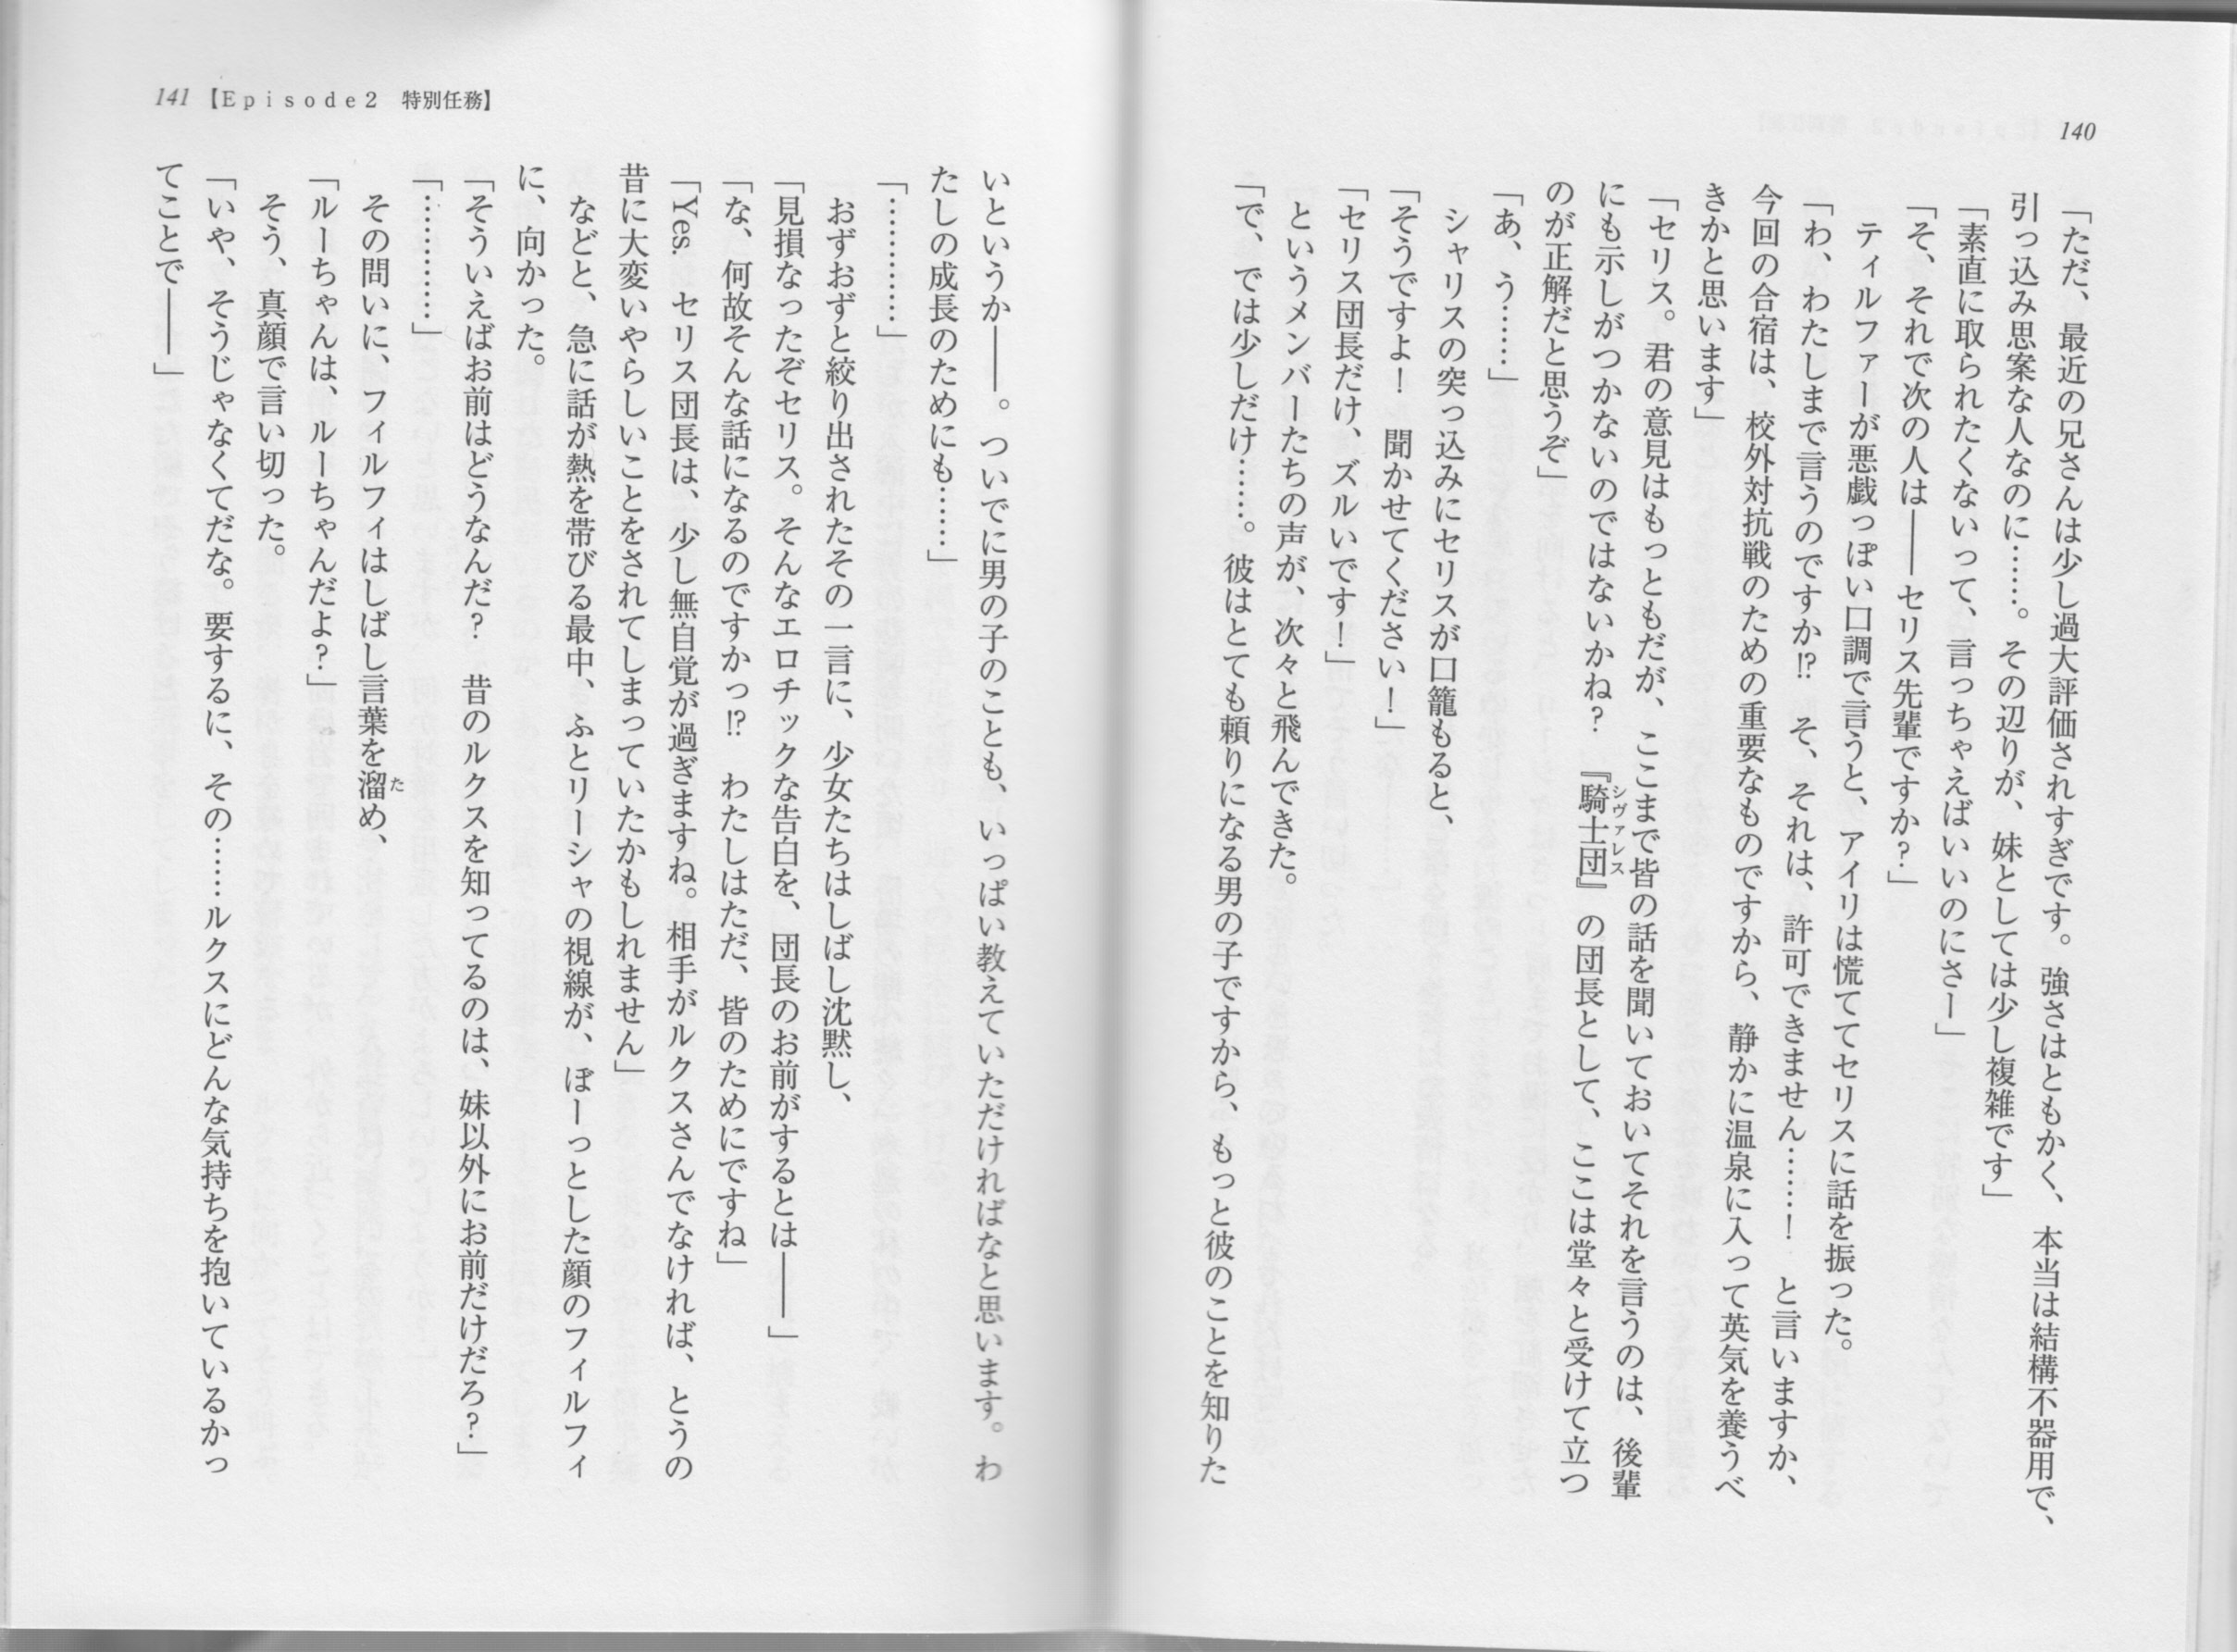 140
「ただ、最近の兄さんは少し過大評価されすぎです。強さはともかく、本当は結構不器用で、
引っ込み思案な人なのに……。その辺りが、妹としては少し複雑です」
「素直に取られたくないって、言っちゃえばいいのにさー」
「そ、それで次の人は――セリス先輩ですか?」
　ティルファーが悪戯っぽい口調で言うと、アイリは慌ててセリスに話を振った。
「わ、わたしまで言うのですか!?　そ、それは、許可できません……!　と言いますか、
今回の合宿は、校外対抗戦のための重要なものですから、静かに温泉に入って英気を養うべ
きかと思います」
「セリス。君の意見はもっともだが、ここまで皆の話を聞いておいてそれを言うのは、後輩
にも示しがつかないのではないかね?　『騎士団』の団長として、ここは堂々と受けて立つ
シヴァレス
のが正解だと思うぞ」
「あ、う……」
　シャリスの突っ込みにセリスが口籠もると、
「そうですよ!　聞かせてください!」
「セリス団長だけ、ズルいです!」
　というメンバーたちの声が、次々と飛んできた。
「で、では少しだけ……。彼はとても頼りになる男の子ですから、もっと彼のことを知りた
141【Episode2　特別任務】
いというか――。ついでに男の子のことも、いっぱい教えていただければなと思います。わ
たしの成長のためにも……」
「…………」
　おずおずと絞り出されたその一言に、少女たちはしばし沈黙し、
「見損なったぞセリス。そんなエロチックな告白を、団長のお前がするとは――」
「な、何故そんな話になるのですかっ!?　わたしはただ、皆のためにですね」
「Yes.　セリス団長は、少し無自覚が過ぎますね。相手がルクスさんでなければ、とうの
昔に大変いやらしいことをされてしまっていたかもしれません」
　などと、急に話が熱を帯びる最中、ふとリーシャの視線が、ぼーっとした顔のフィルフィ
に、向かった。
「そういえばお前はどうなんだ?　昔のルクスを知ってるのは、妹以外にお前だけだろ?」
「…………」
　その問いに、フィルフィはしばし言葉を溜め、
た
「ルーちゃんは、ルーちゃんだよ?」
　そう、真顔で言い切った。
「いや、そうじゃなくてだな。要するに、その……ルクスにどんな気持ちを抱いているかっ
てことで――」